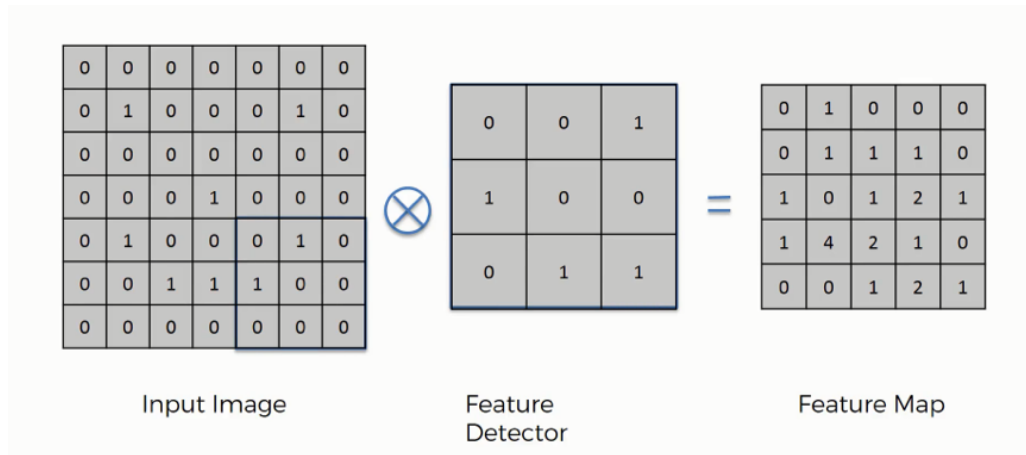 0 0 0 0 0 0 0
0 1 0 0 0 1 0
0 0 0 0 0 0 0
0 0 0 1 0 0 0
0 1 0 0 0 1 0
0 0 1 1 1 0 0
0 0 0 0 0 0 0
Input Image
0 0 1
1 0 0
0 1 1
Feature
Detector
=
0 1 0 0 0
0 1 1 1 0
1 0 1 2 1
1 4 2 1 0
0 0 1 2 1
Feature Map